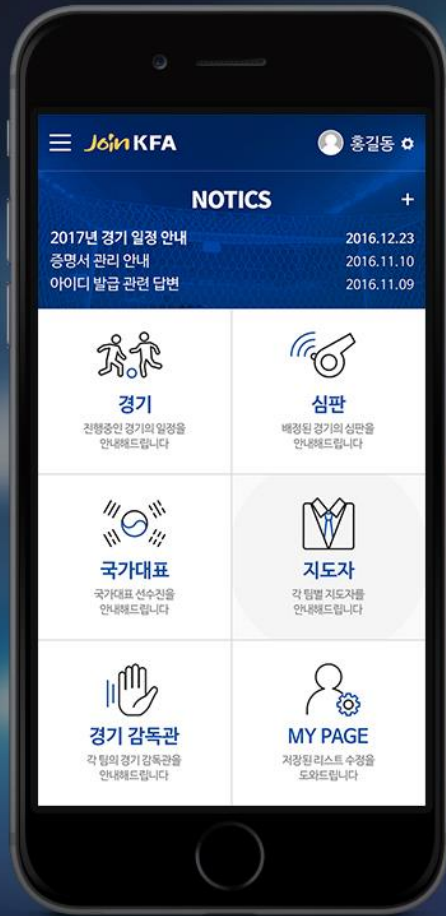 Join KFA
홍길동
NOTICS
+
2017년 경기 일정 안내 2016.12.23
증명서 관리 안내 2016.11.10
아이디 발급 관련 답변 2016.11.09
경기
진행중인 경기의 일정을
안내해드립니다
심판
배정된 경기의 심판을
안내해드립니다
국가대표
국가대표 선수진을
안내해드립니다
지도자
각 팀별 지도자를
안내해드립니다
경기 감독관
각 팀의 경기 감독관을
안내해드립니다
MY PAGE
저장된 리스트 수정을
도와드립니다